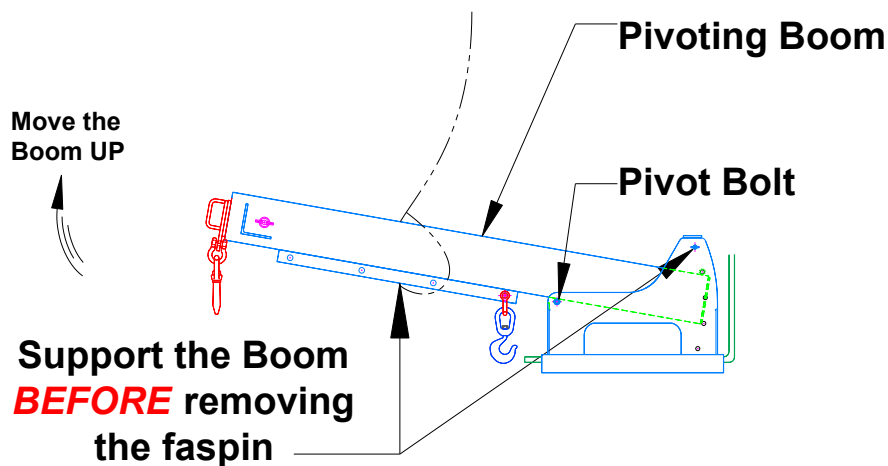 Pivoting Boom
Move the
Boom UP
Pivot Bolt
Support the Boom
BEFORE removing
the faspin